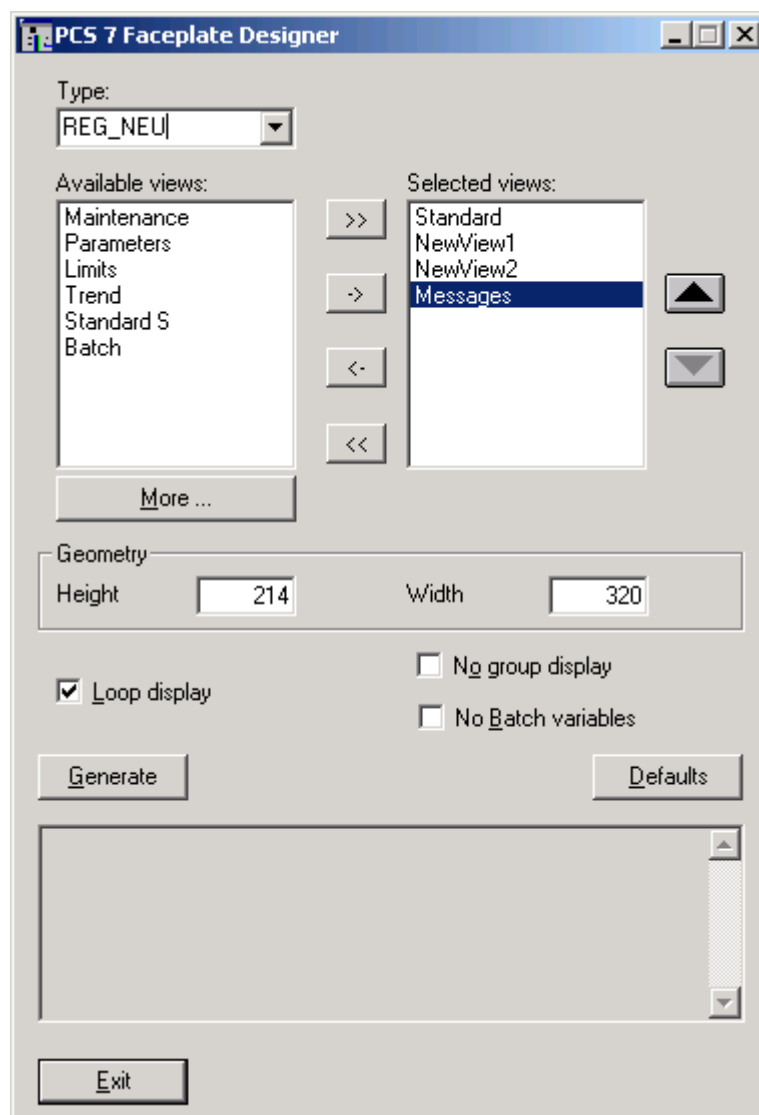 PCS 7 Faceplate Designer
Type:
REG_NEU
Available views:
Maintenance
Parameters
Limits
Trend
Standard S
Batch
>>
->
<-
<<
Selected views:
Standard
NewView1
NewView2
Messages
More ...
Geometry
Height 214 Width 320
Loop display
No group display
No Batch variables
Generate Defaults
Exit